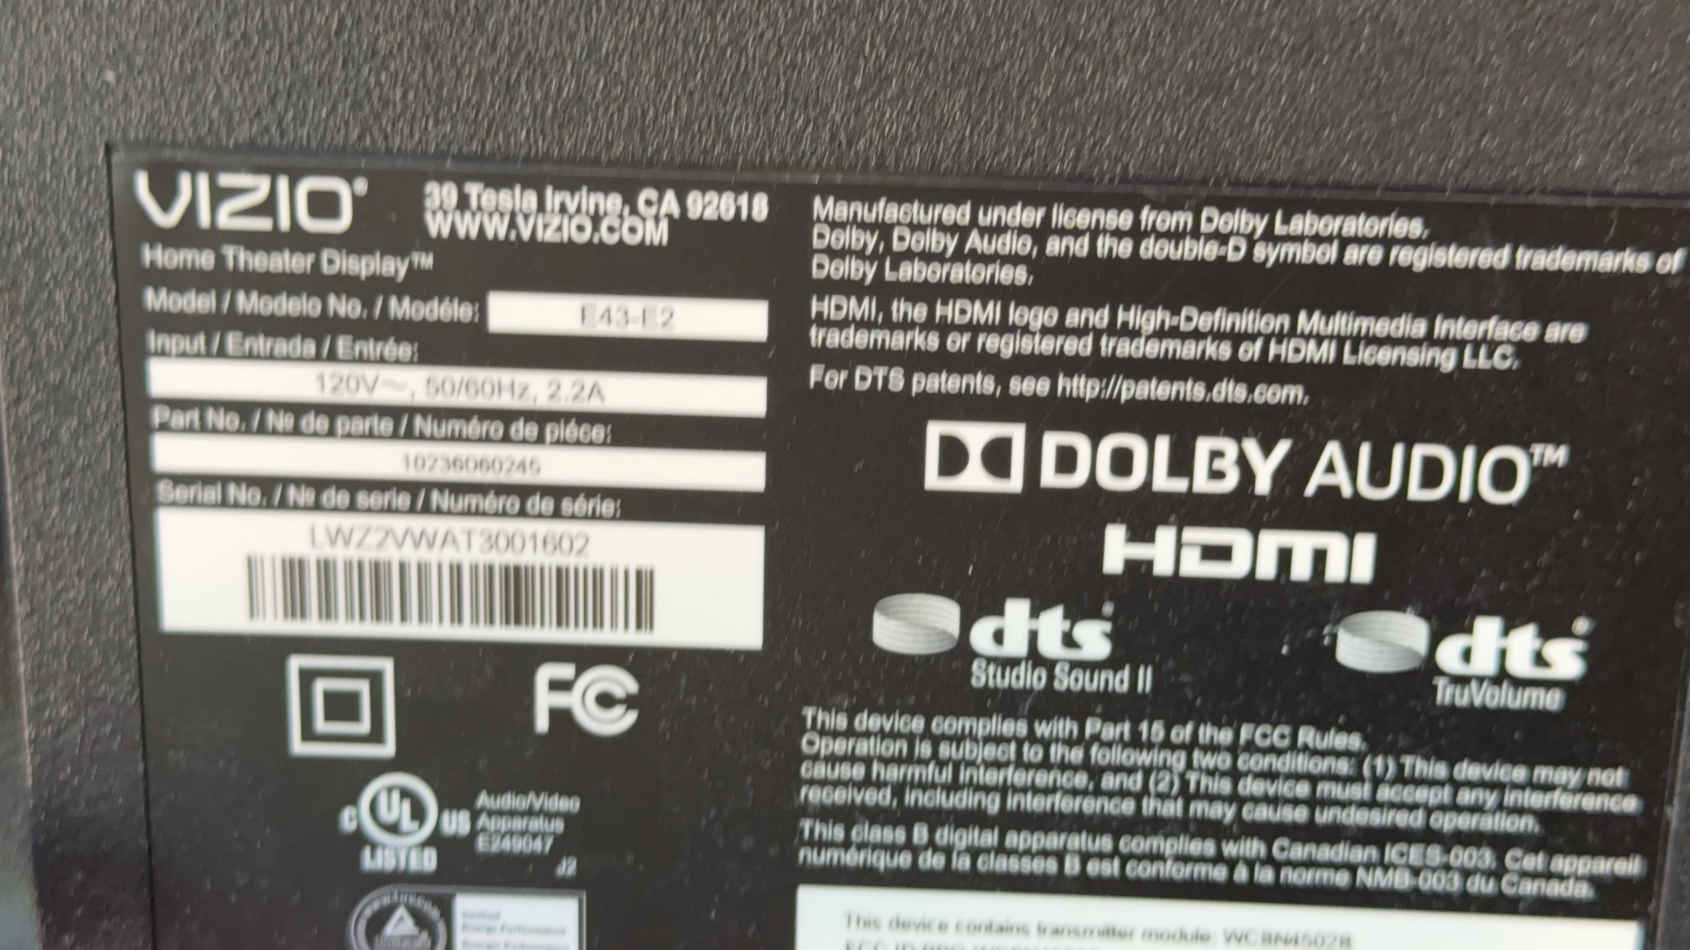 VIZIO®
39 Tesla Irvine, CA 92618
WWW.VIZIO.COM
Home Theater Display™
Model / Modelo No. / Modéle:
E43-E2
Input / Entrada / Entrée:
120V~, 50/60Hz, 2.2A
Part No. / № de parte / Numéro de piéce:
10236060245
Serial No. / № de serie / Numéro de série:
LWZ2VWAT3001602
FC
C UL US
LISTED
Audio/Video
Apparatus
E249047
J2
Manufactured under license from Dolby Laboratories.
Dolby, Dolby Audio, and the double-D symbol are registered trademarks of
Dolby Laboratories.
HDMI, the HDMI logo and High-Definition Multimedia Interface are
trademarks or registered trademarks of HDMI Licensing LLC.
For DTS patents, see http://patents.dts.com.
DOLBY AUDIO™
HDMI
dts
Studio Sound II
dts
TruVolume
This device complies with Part 15 of the FCC Rules.
Operation is subject to the following two conditions: (1) This device may not
cause harmful interference, and (2) This device must accept any interference
received, including interference that may cause undesired operation.
This class B digital apparatus complies with Canadian ICES-003. Cet appareil
numérique de la classes B est conforme à la norme NMB-003 du Canada.
This device contains transmitter module: WC8N4502B